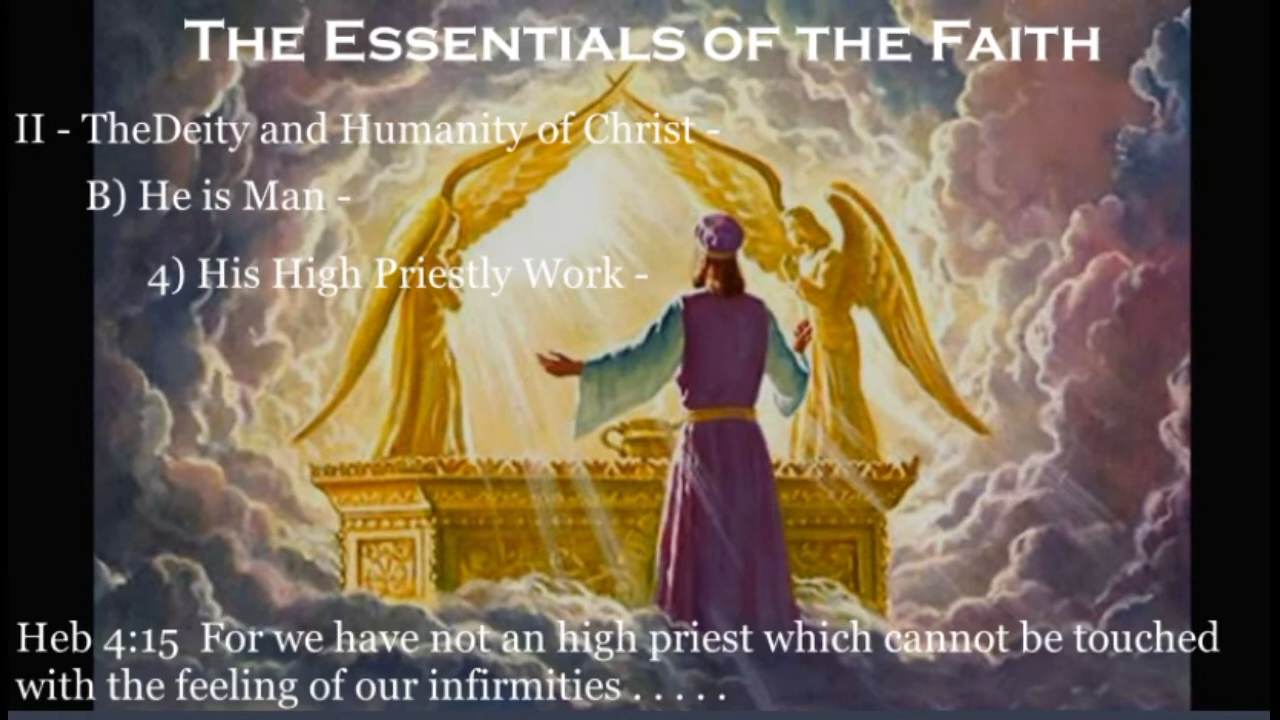 THE ESSENTIALS OF THE FAITH
II - TheDeity and Humanity of Christ -
B) He is Man -
4) His High Priestly Work -
Heb 4:15  For we have not an high priest which cannot be touched
with the feeling of our infirmities . . . . .